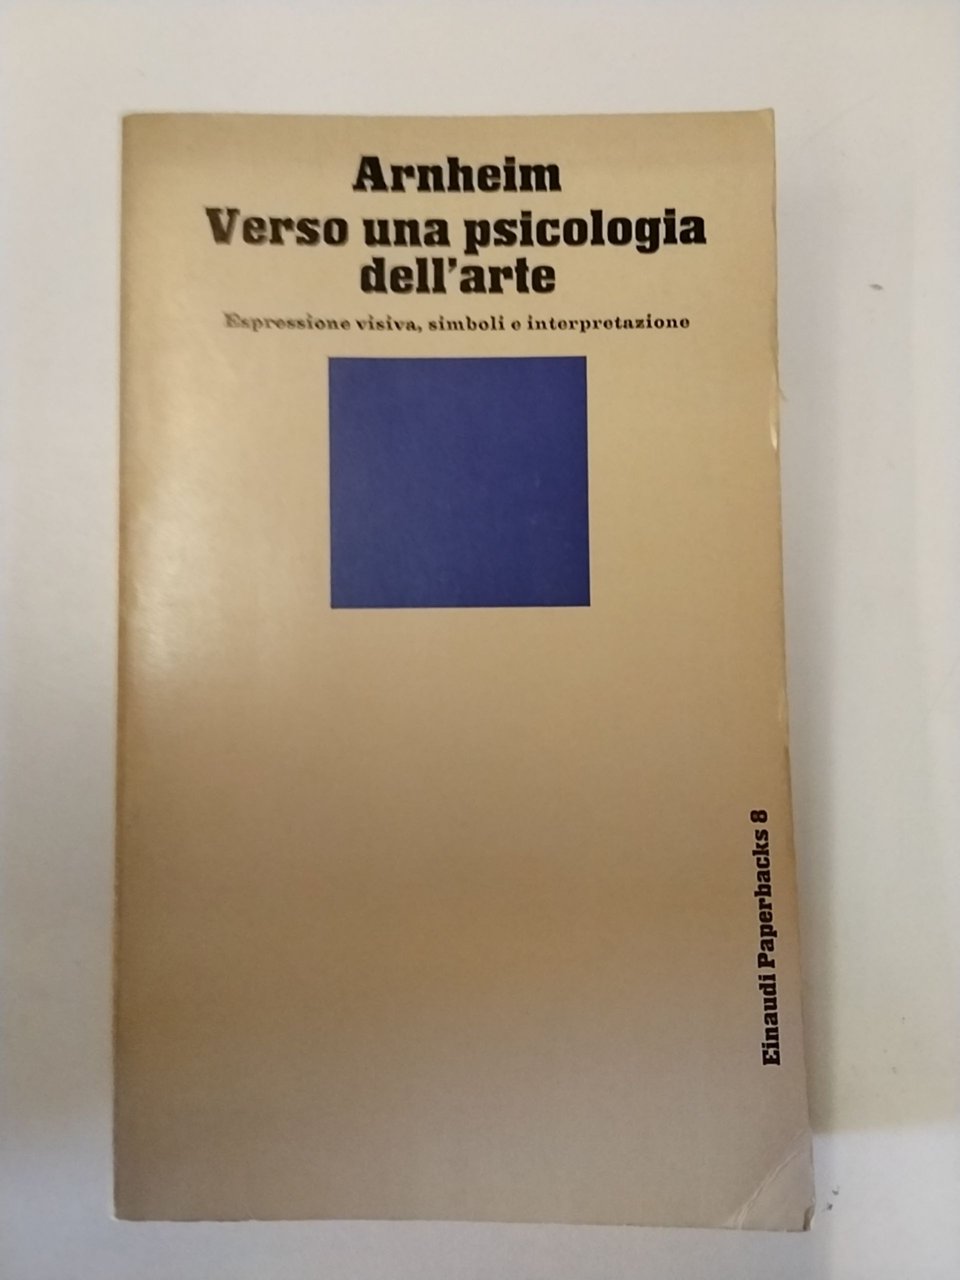 Arnheim
Verso una psicologia
dell'arte
Espressione visiva, simboli e interpretazione
Einaudi Paperbacks 8